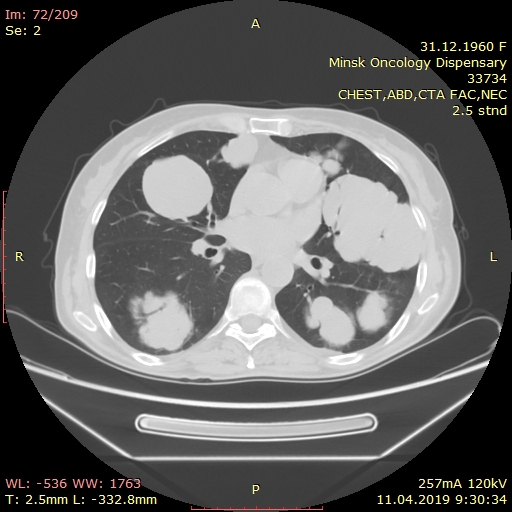 Im: 72/209
Se: 2
A
31.12.1960 F
Minsk Oncology Dispensary
33734
CHEST,ABD,CTA FAC,NEC
2.5 stnd
R
L
WL: -536 WW: 1763
T: 2.5mm L: -332.8mm
P
257mA 120kV
11.04.2019 9:30:34